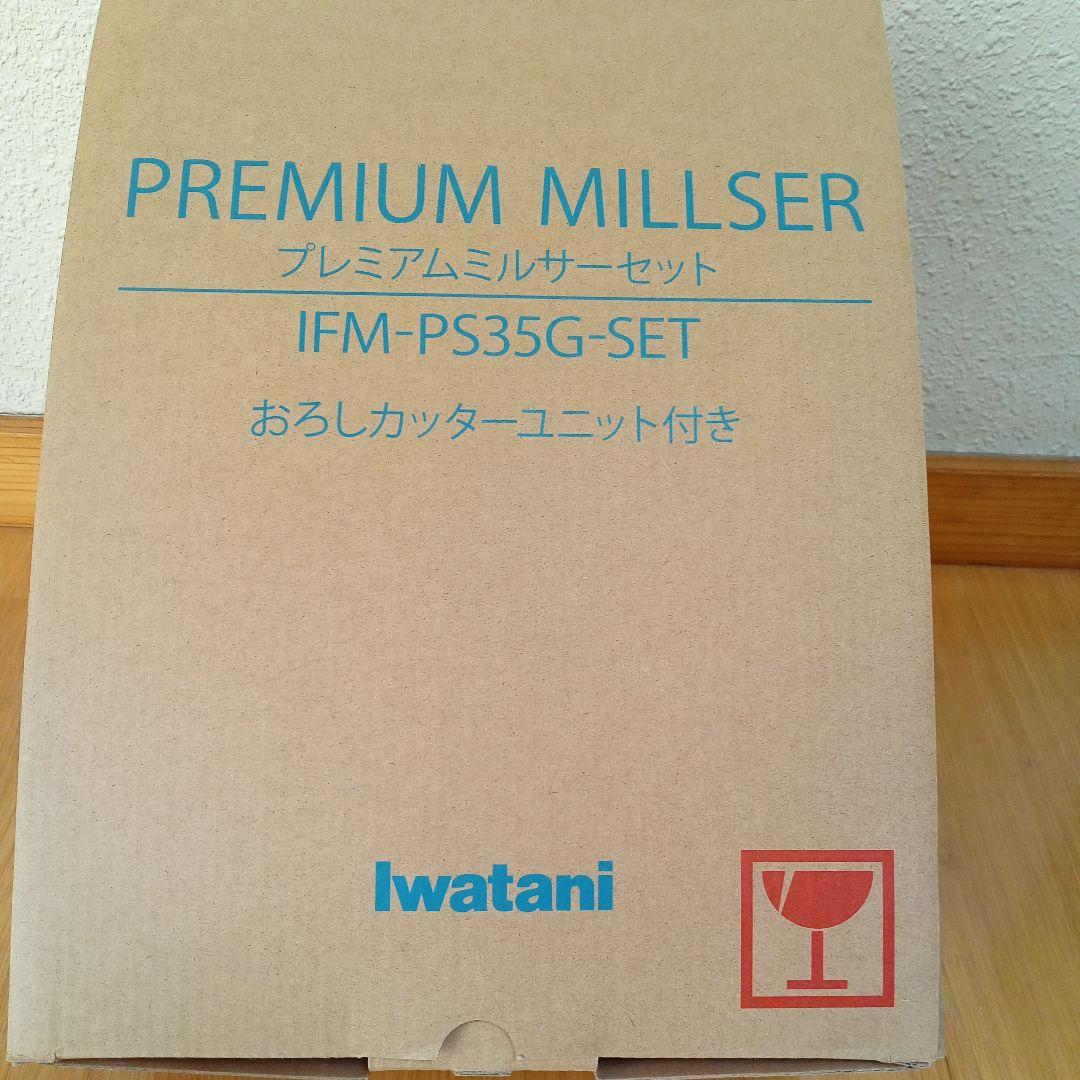 PREMIUM MILLSER
プレミアムミルサーセット
IFM-PS35G-SET
おろしカッターユニット付き
Iwatani